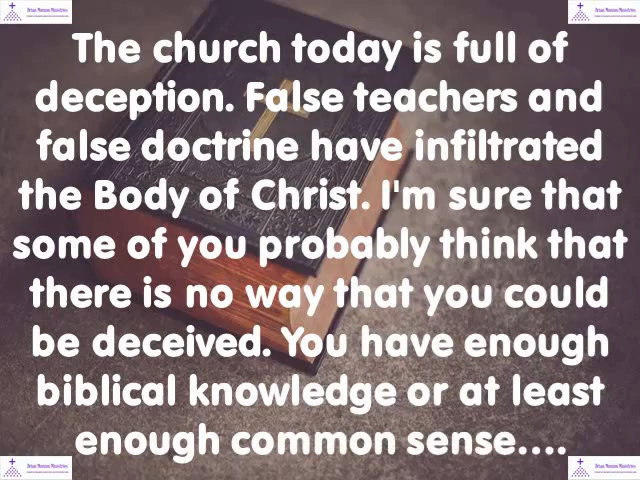 The church today is full of
deception. False teachers and
false doctrine have infiltrated
the Body of Christ. I'm sure that
some of you probably think that
there is no way that you could
be deceived. You have enough
biblical knowledge or at least
enough common sense....